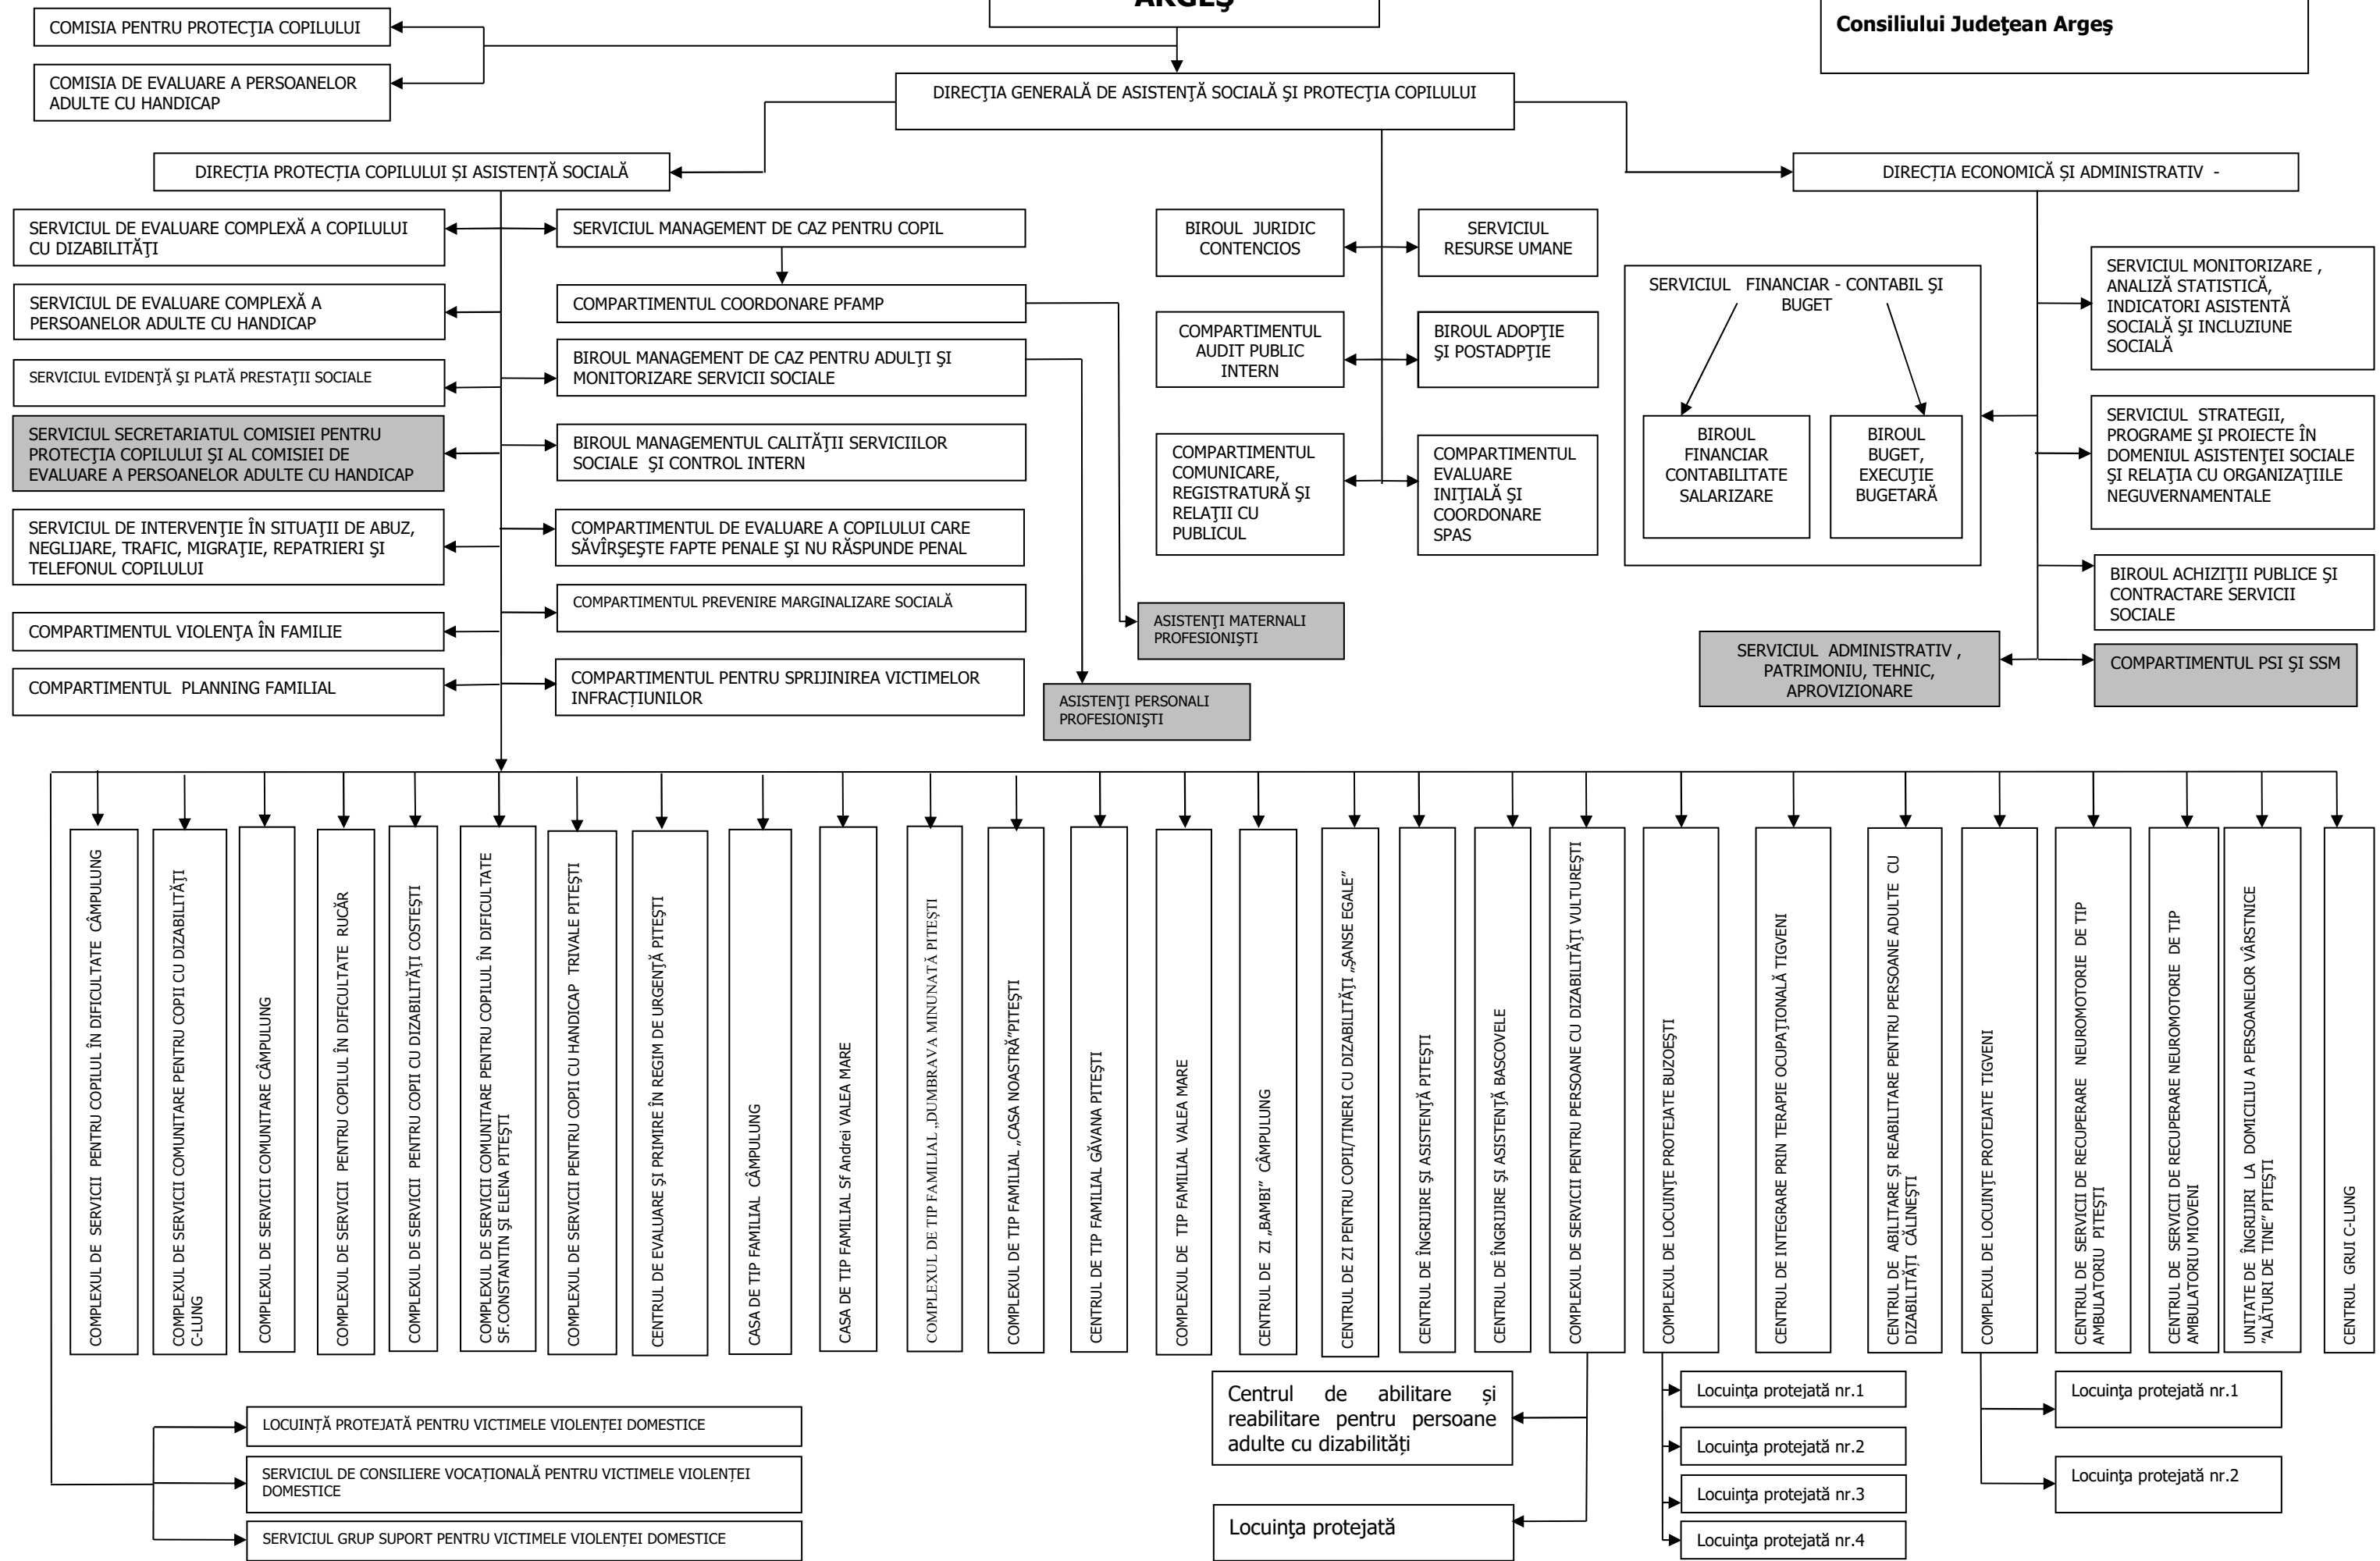 ARGEŞ
Consiliului Judeţean Argeş
COMISIA PENTRU PROTECŢIA COPILULUI
COMISIA DE EVALUARE A PERSOANELOR
ADULTE CU HANDICAP
DIRECŢIA GENERALĂ DE ASISTENŢĂ SOCIALĂ ŞI PROTECŢIA COPILULUI
DIRECȚIA PROTECȚIA COPILULUI ȘI ASISTENȚĂ SOCIALĂ
DIRECȚIA ECONOMICĂ ȘI ADMINISTRATIV -
SERVICIUL DE EVALUARE COMPLEXĂ A COPILULUI
CU DIZABILITĂŢI
SERVICIUL DE EVALUARE COMPLEXĂ A
PERSOANELOR ADULTE CU HANDICAP
SERVICIUL EVIDENŢĂ ŞI PLATĂ PRESTAŢII SOCIALE
SERVICIUL SECRETARIATUL COMISIEI PENTRU
PROTECŢIA COPILULUI ŞI AL COMISIEI DE
EVALUARE A PERSOANELOR ADULTE CU HANDICAP
SERVICIUL DE INTERVENŢIE ÎN SITUAŢII DE ABUZ,
NEGLIJARE, TRAFIC, MIGRAŢIE, REPATRIERI ŞI
TELEFONUL COPILULUI
COMPARTIMENTUL VIOLENŢA ÎN FAMILIE
COMPARTIMENTUL PLANNING FAMILIAL
SERVICIUL MANAGEMENT DE CAZ PENTRU COPIL
COMPARTIMENTUL COORDONARE PFAMP
BIROUL MANAGEMENT DE CAZ PENTRU ADULŢI ŞI
MONITORIZARE SERVICII SOCIALE
BIROUL MANAGEMENTUL CALITĂŢII SERVICIILOR
SOCIALE ŞI CONTROL INTERN
COMPARTIMENTUL DE EVALUARE A COPILULUI CARE
SĂVÎRŞEŞTE FAPTE PENALE ŞI NU RĂSPUNDE PENAL
COMPARTIMENTUL PREVENIRE MARGINALIZARE SOCIALĂ
COMPARTIMENTUL PENTRU SPRIJINIREA VICTIMELOR
INFRACȚIUNILOR
ASISTENŢI MATERNALI
PROFESIONIŞTI
ASISTENŢI PERSONALI
PROFESIONIŞTI
BIROUL JURIDIC
CONTENCIOS
SERVICIUL
RESURSE UMANE
COMPARTIMENTUL
AUDIT PUBLIC
INTERN
BIROUL ADOPŢIE
ŞI POSTADPŢIE
COMPARTIMENTUL
COMUNICARE,
REGISTRATURĂ ŞI
RELAŢII CU
PUBLICUL
COMPARTIMENTUL
EVALUARE
INIŢIALĂ ŞI
COORDONARE
SPAS
SERVICIUL FINANCIAR - CONTABIL ŞI
BUGET
BIROUL
FINANCIAR
CONTABILITATE
SALARIZARE
BIROUL
BUGET,
EXECUŢIE
BUGETARĂ
SERVICIUL MONITORIZARE ,
ANALIZĂ STATISTICĂ,
INDICATORI ASISTENTĂ
SOCIALĂ ŞI INCLUZIUNE
SOCIALĂ
SERVICIUL STRATEGII,
PROGRAME ŞI PROIECTE ÎN
DOMENIUL ASISTENŢEI SOCIALE
ŞI RELAŢIA CU ORGANIZAŢIILE
NEGUVERNAMENTALE
BIROUL ACHIZIŢII PUBLICE ŞI
CONTRACTARE SERVICII
SOCIALE
SERVICIUL ADMINISTRATIV ,
PATRIMONIU, TEHNIC,
APROVIZIONARE
COMPARTIMENTUL PSI ŞI SSM
COMPLEXUL DE SERVICII PENTRU COPILUL ÎN DIFICULTATE CÂMPULUNG
COMPLEXUL DE SERVICII COMUNITARE PENTRU COPII CU DIZABILITĂŢI
C-LUNG
COMPLEXUL DE SERVICII COMUNITARE CÂMPULUNG
COMPLEXUL DE SERVICII PENTRU COPILUL ÎN DIFICULTATE RUCĂR
COMPLEXUL DE SERVICII PENTRU COPII CU DIZABILITĂŢI COSTEŞTI
COMPLEXUL DE SERVICII COMUNITARE PENTRU COPILUL ÎN DIFICULTATE
SF.CONSTANTIN ŞI ELENA PITEŞTI
COMPLEXUL DE SERVICII PENTRU COPII CU HANDICAP TRIVALE PITEŞTI
CENTRUL DE EVALUARE ŞI PRIMIRE ÎN REGIM DE URGENŢĂ PITEŞTI
CASA DE TIP FAMILIAL CÂMPULUNG
CASA DE TIP FAMILIAL Sf Andrei VALEA MARE
COMPLEXUL DE TIP FAMILIAL „DUMBRAVA MINUNATĂ PITEŞTI
COMPLEXUL DE TIP FAMILIAL „CASA NOASTRĂ"PITEŞTI
CENTRUL DE TIP FAMILIAL GĂVANA PITEŞTI
COMPLEXUL DE TIP FAMILIAL VALEA MARE
CENTRUL DE ZI „BAMBI" CÂMPULUNG
CENTRUL DE ZI PENTRU COPII/TINERI CU DIZABILITĂŢI „ŞANSE EGALE"
CENTRUL DE ÎNGRIJIRE ŞI ASISTENŢĂ PITEŞTI
CENTRUL DE ÎNGRIJIRE ŞI ASISTENŢĂ BASCOVELE
COMPLEXUL DE SERVICII PENTRU PERSOANE CU DIZABILITĂŢI VULTUREŞTI
COMPLEXUL DE LOCUINŢE PROTEJATE BUZOEŞTI
CENTRUL DE INTEGRARE PRIN TERAPIE OCUPAŢIONALĂ TIGVENI
CENTRUL DE ABILITARE ȘI REABILITARE PENTRU PERSOANE ADULTE CU
DIZABILITĂȚI CĂLINEȘTI
COMPLEXUL DE LOCUINŢE PROTEJATE TIGVENI
CENTRUL DE SERVICII DE RECUPERARE NEUROMOTORIE DE TIP
AMBULATORIU PITEŞTI
CENTRUL DE SERVICII DE RECUPERARE NEUROMOTORIE DE TIP
AMBULATORIU MIOVENI
UNITATE DE ÎNGRIJIRI LA DOMICILIU A PERSOANELOR VÂRSTNICE
"ALĂTURI DE TINE" PITEŞTI
CENTRUL GRUI C-LUNG
LOCUINȚĂ PROTEJATĂ PENTRU VICTIMELE VIOLENȚEI DOMESTICE
SERVICIUL DE CONSILIERE VOCAȚIONALĂ PENTRU VICTIMELE VIOLENȚEI
DOMESTICE
SERVICIUL GRUP SUPORT PENTRU VICTIMELE VIOLENȚEI DOMESTICE
Centrul de abilitare și
reabilitare pentru persoane
adulte cu dizabilități
Locuinţa protejată
Locuinţa protejată nr.1
Locuinţa protejată nr.2
Locuinţa protejată nr.3
Locuinţa protejată nr.4
Locuinţa protejată nr.1
Locuinţa protejată nr.2